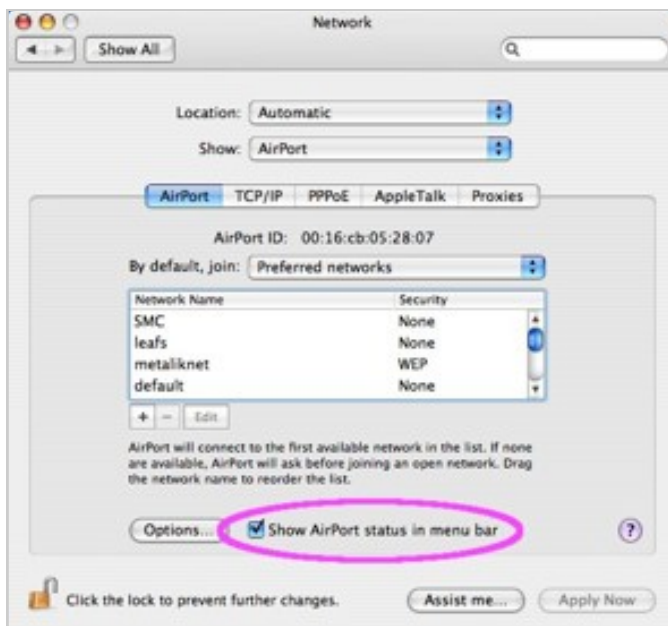 Network
Show All
Location: Automatic
Show: AirPort
AirPort TCP/IP PPPoE AppleTalk Proxies
AirPort ID: 00:16:cb:05:28:07
By default, join: Preferred networks
Network Name Security
SMC None
leafs None
metaliknet WEP
default None
+ − Edit
AirPort will connect to the first available network in the list. If none
are available, AirPort will ask before joining an open network. Drag
the network name to reorder the list.
Options... Show AirPort status in menu bar ?
Click the lock to prevent further changes. Assist me... Apply Now